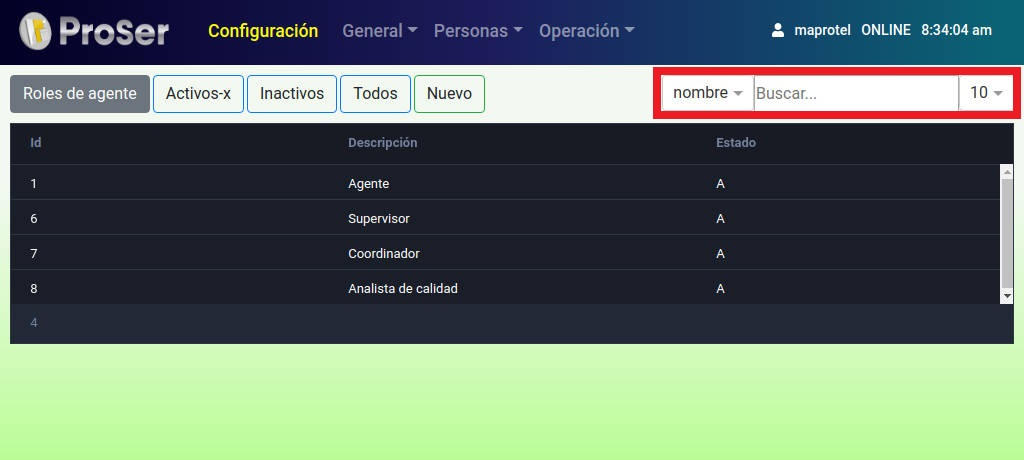 ProSer Configuración General Personas Operación maprotel ONLINE 8:34:04 am
Roles de agente Activos-x Inactivos Todos Nuevo nombre Buscar... 10
Id Descripción Estado
1 Agente A
6 Supervisor A
7 Coordinador A
8 Analista de calidad A
4